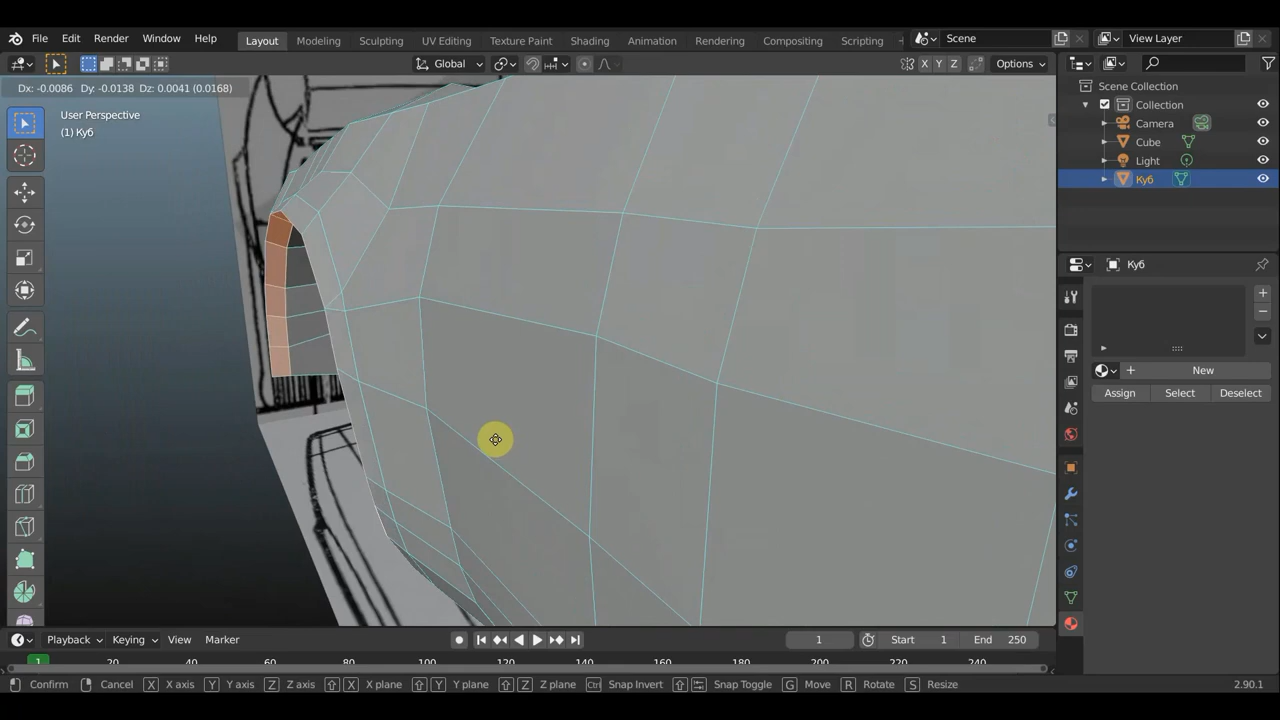 File Edit Render Window Help Layout Modeling Sculpting UV Editing Texture Paint Shading Animation Rendering Compositing Scripting + Scene View Layer
Global X Y Z Options
Dx: -0.0086 Dy: -0.0138 Dz: 0.0041 (0.0168)
User Perspective
(1) Куб
Scene Collection
Collection
Camera
Cube
Light
Куб
Куб
New
Assign Select Deselect
Playback Keying View Marker 1 Start 1 End 250
1 20 60 80 100 120 140 160 180 200 220 240
Confirm Cancel X X axis Y Y axis Z Z axis X X plane Y Y plane Z Z plane Ctrl Snap Invert Snap Toggle G Move R Rotate S Resize 2.90.1